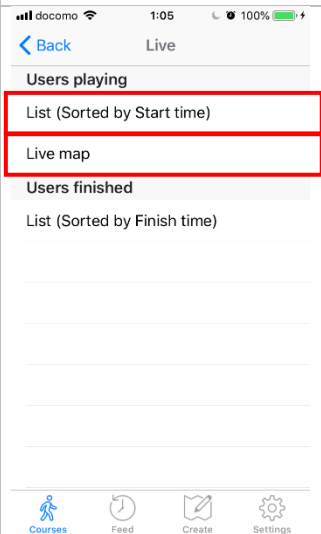 docomo 1:05 100%
Back Live
Users playing
List (Sorted by Start time)
Live map
Users finished
List (Sorted by Finish time)
Courses Feed Create Settings